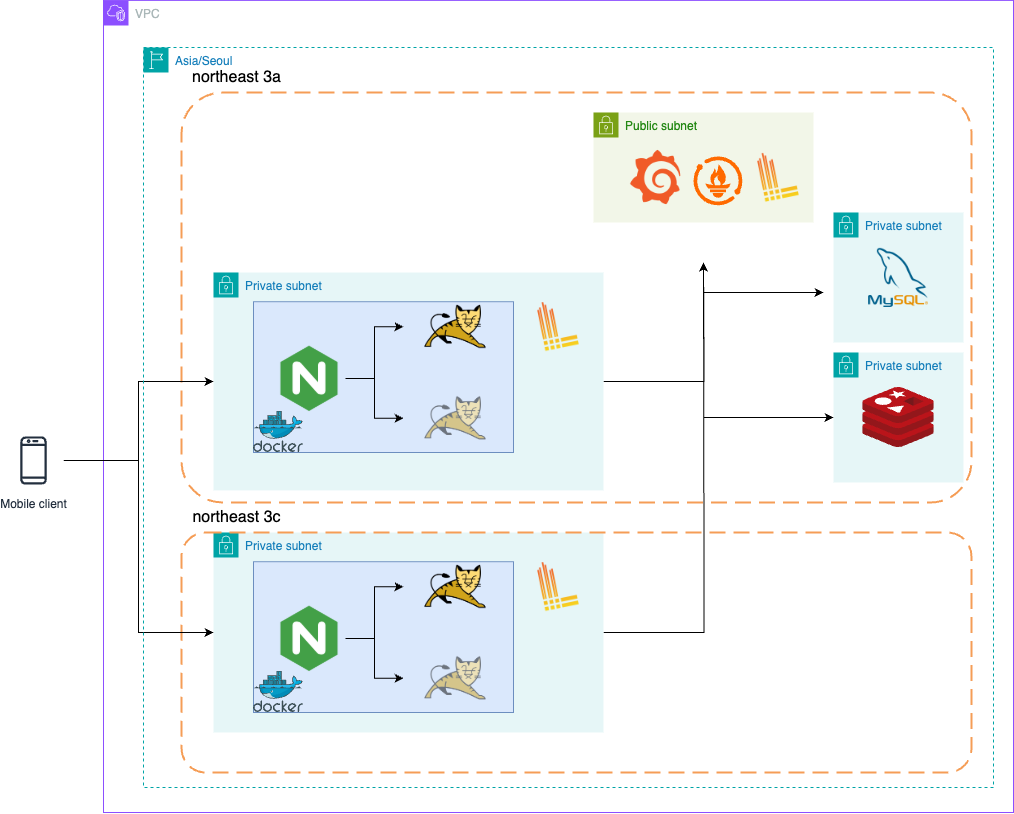 VPC
Asia/Seoul
northeast 3a
Public subnet
Private subnet
MySQL
Private subnet
Private subnet
docker
Mobile client
northeast 3c
Private subnet
docker